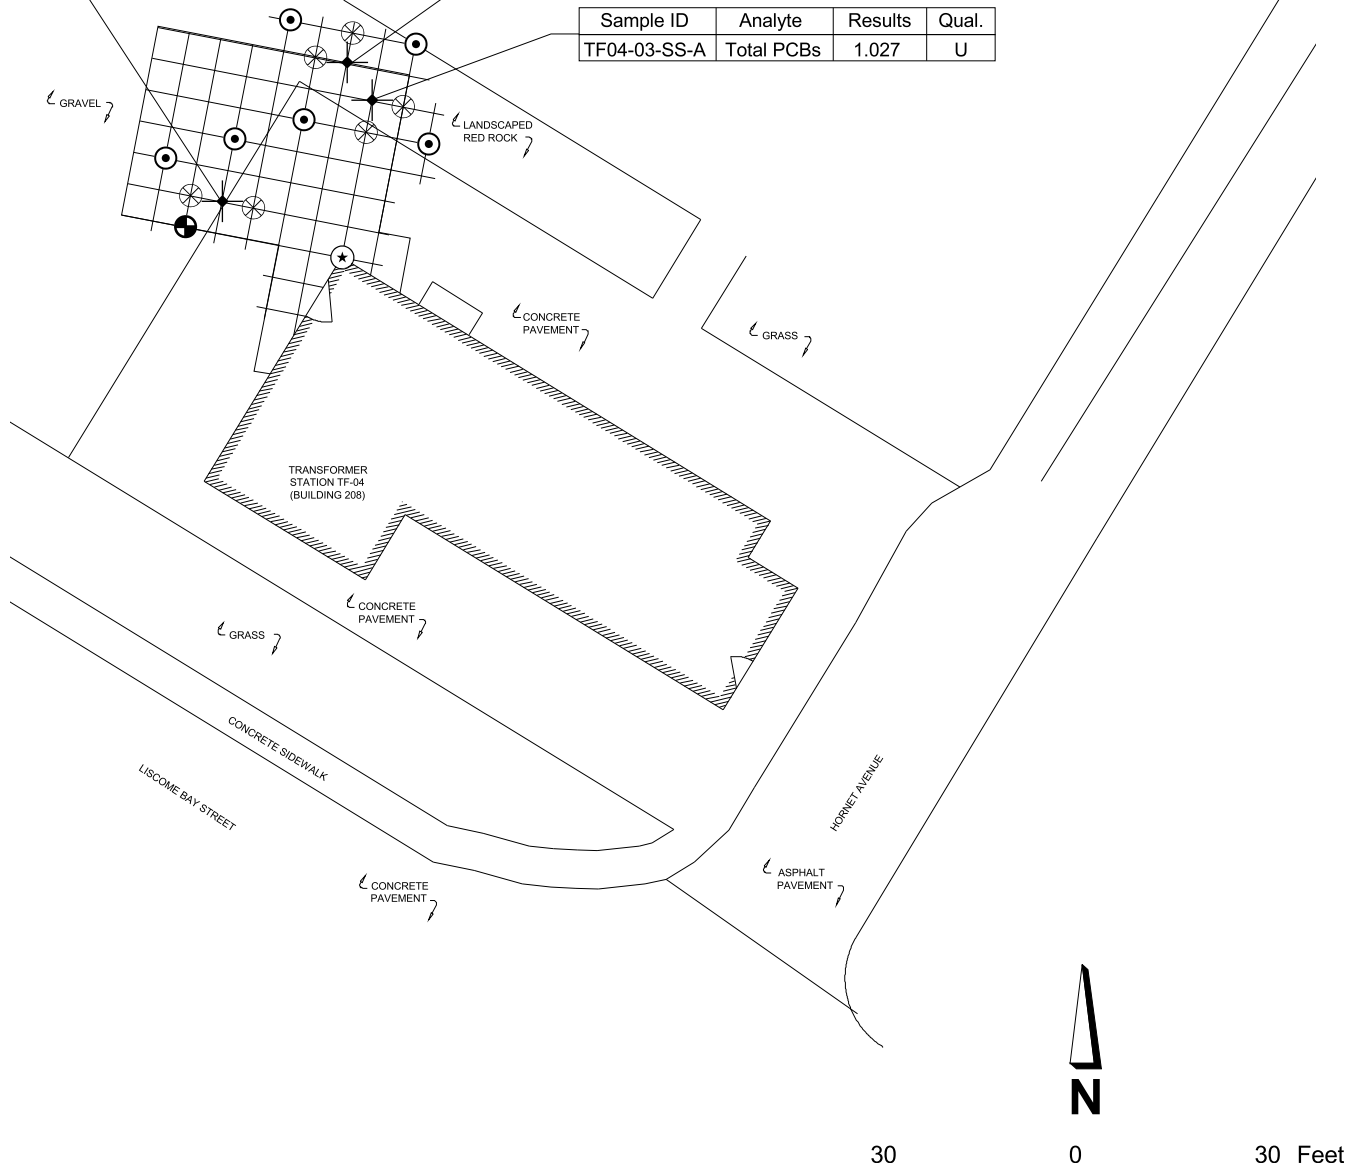 Sample ID Analyte Results Qual.
TF04-03-SS-A Total PCBs 1.027 U
GRAVEL
LANDSCAPED
RED ROCK
CONCRETE
PAVEMENT
GRASS
TRANSFORMER
STATION TF-04
(BUILDING 208)
CONCRETE
PAVEMENT
GRASS
CONCRETE SIDEWALK
LISCOME BAY STREET
HORNET AVENUE
CONCRETE
PAVEMENT
ASPHALT
PAVEMENT
N
30 0 30 Feet